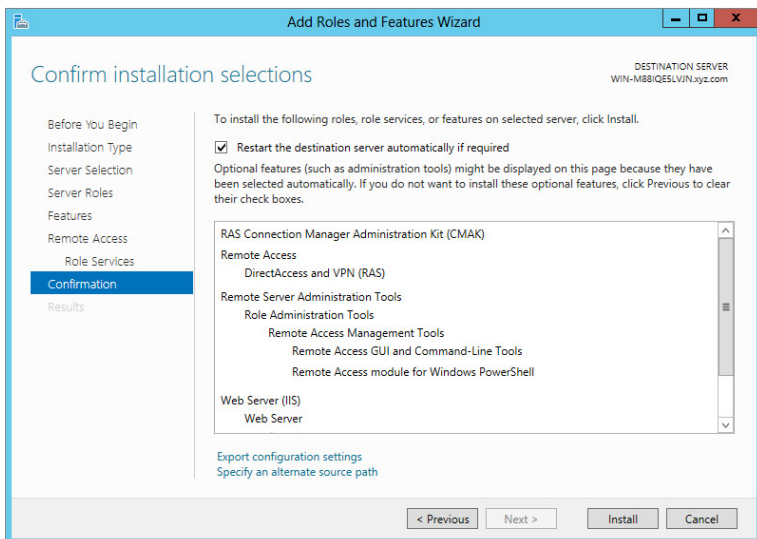 Add Roles and Features Wizard
Confirm installation selections
DESTINATION SERVER
WIN-M88IQE5LVJN.xyz.com
Before You Begin
Installation Type
Server Selection
Server Roles
Features
Remote Access
Role Services
Confirmation
Results
To install the following roles, role services, or features on selected server, click Install.
Restart the destination server automatically if required
Optional features (such as administration tools) might be displayed on this page because they have
been selected automatically. If you do not want to install these optional features, click Previous to clear
their check boxes.
RAS Connection Manager Administration Kit (CMAK)
Remote Access
DirectAccess and VPN (RAS)
Remote Server Administration Tools
Role Administration Tools
Remote Access Management Tools
Remote Access GUI and Command-Line Tools
Remote Access module for Windows PowerShell
Web Server (IIS)
Web Server
Export configuration settings
Specify an alternate source path
< Previous
Next >
Install
Cancel